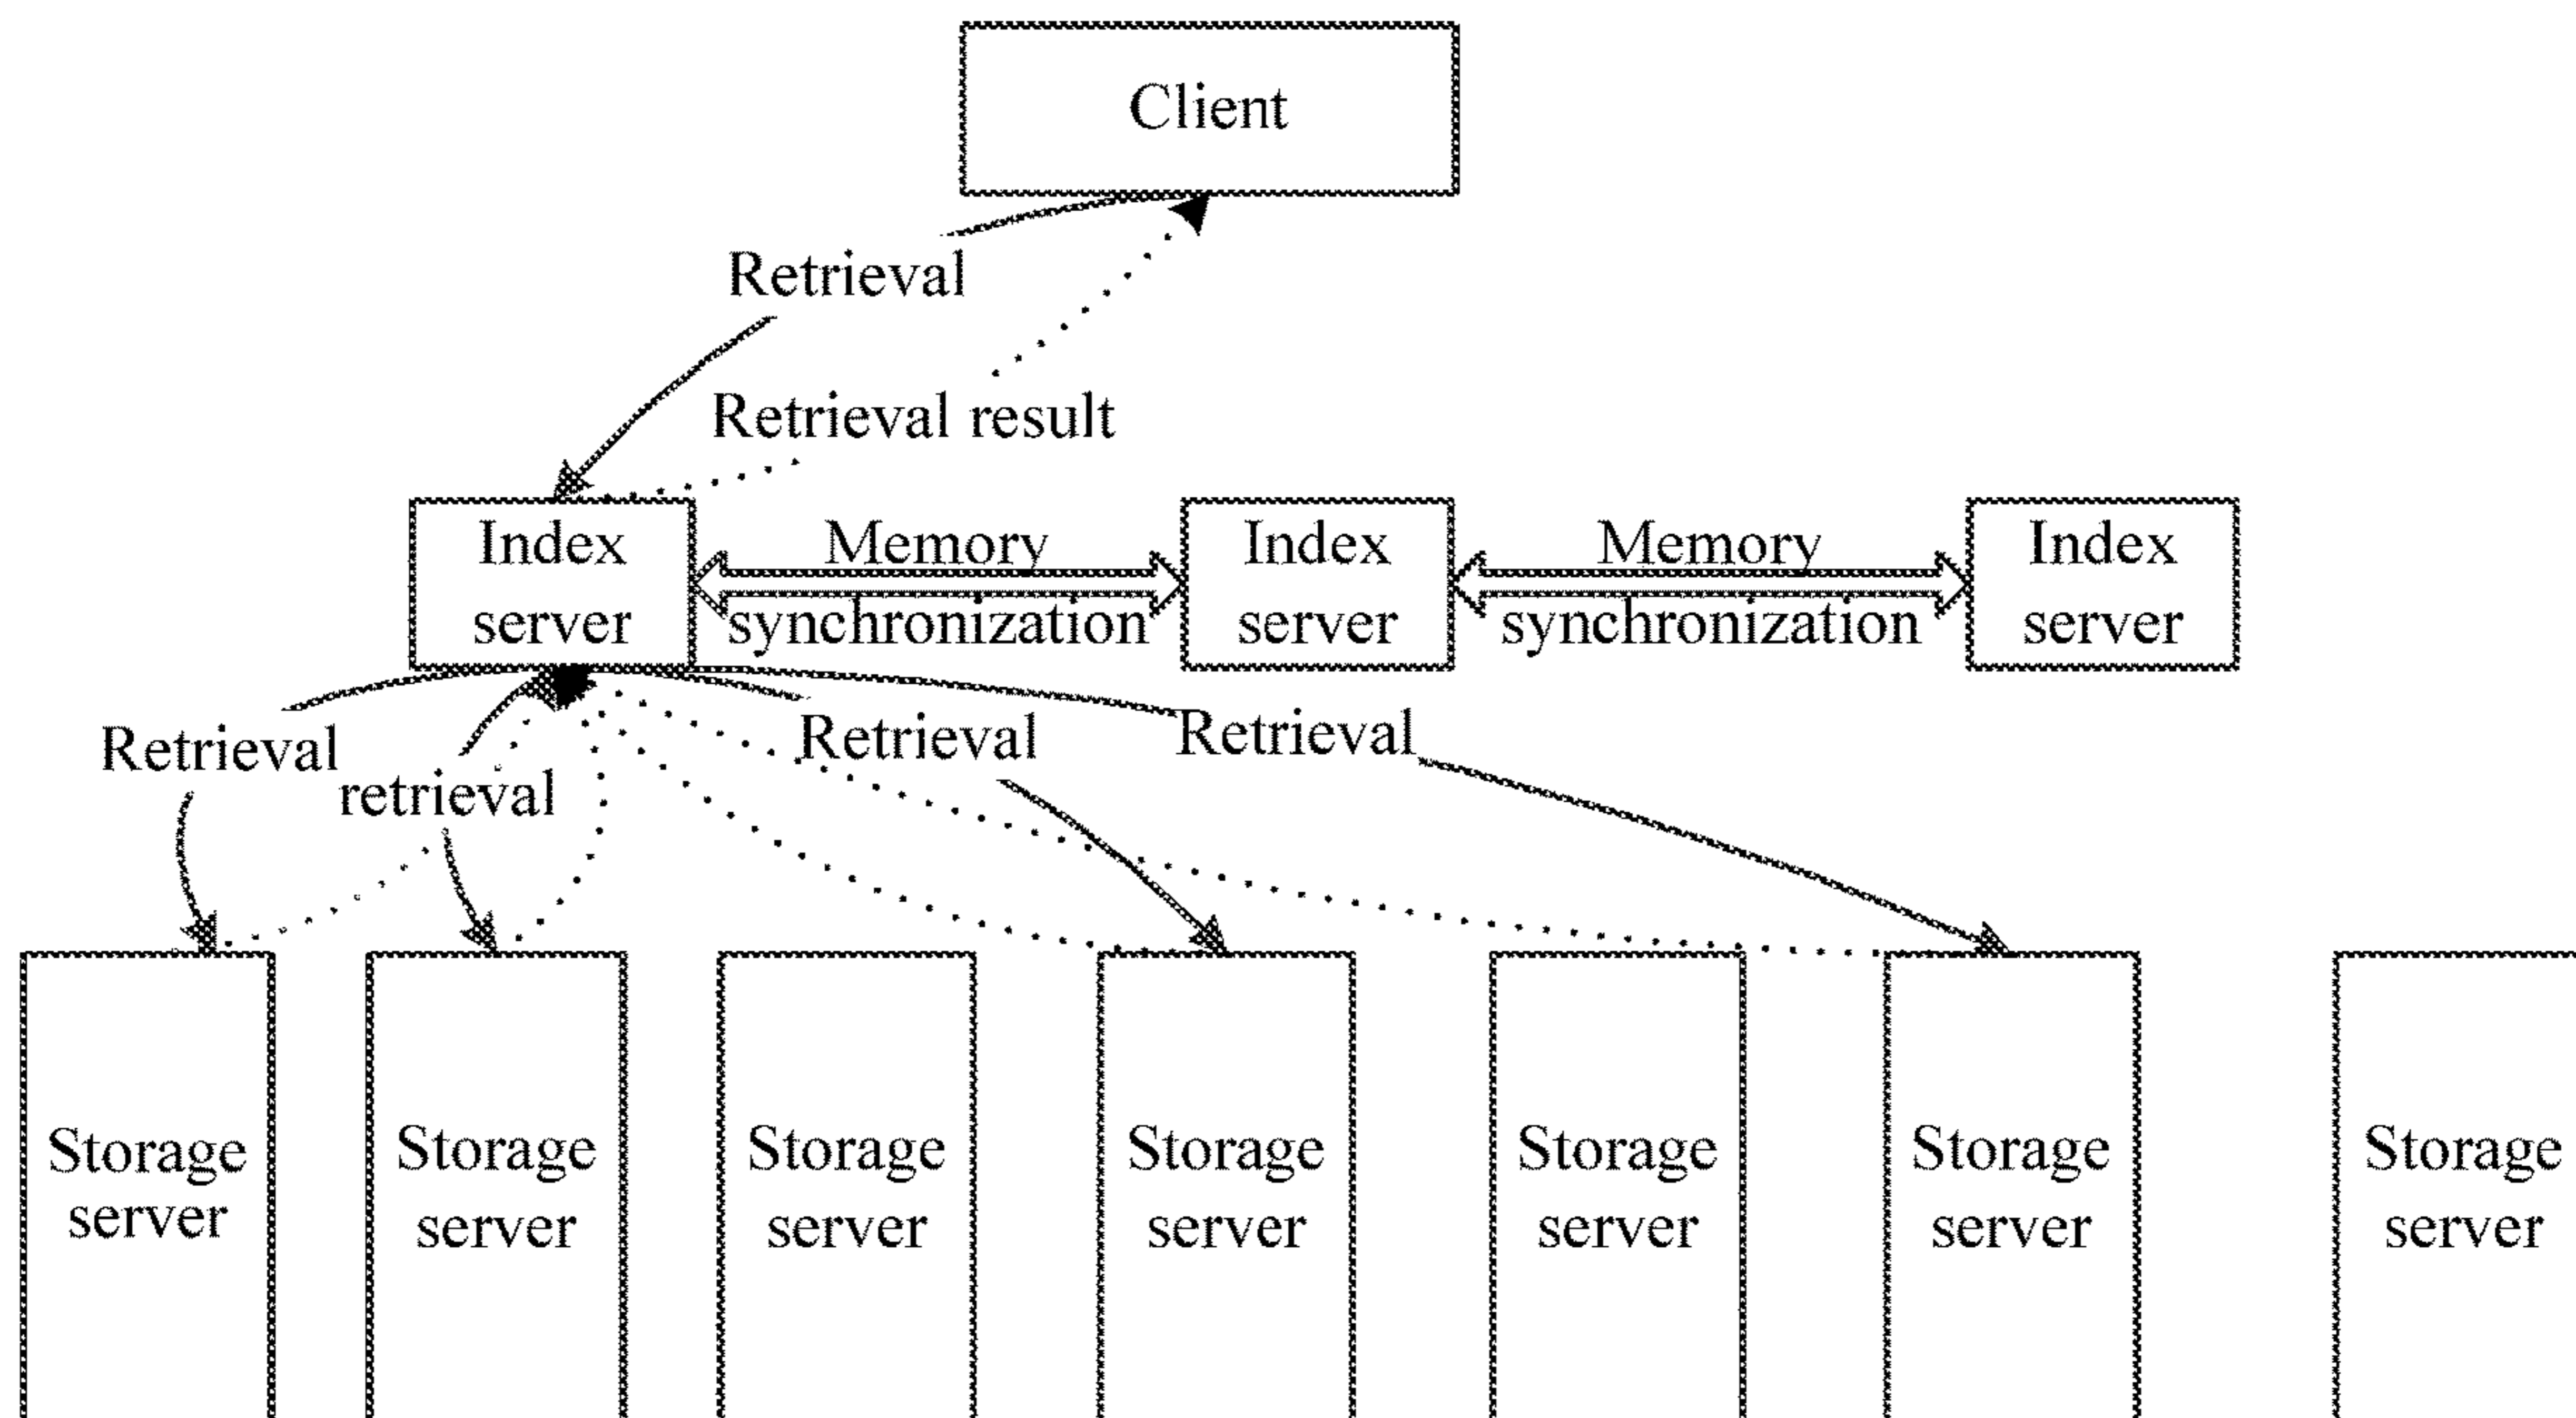 Client
Retrieval
Retrieval result
Index
server
Memory
synchronization
Index
server
Memory
synchronization
Index
server
Retrieval
retrieval
Retrieval
Retrieval
Storage
server
Storage
server
Storage
server
Storage
server
Storage
server
Storage
server
Storage
server